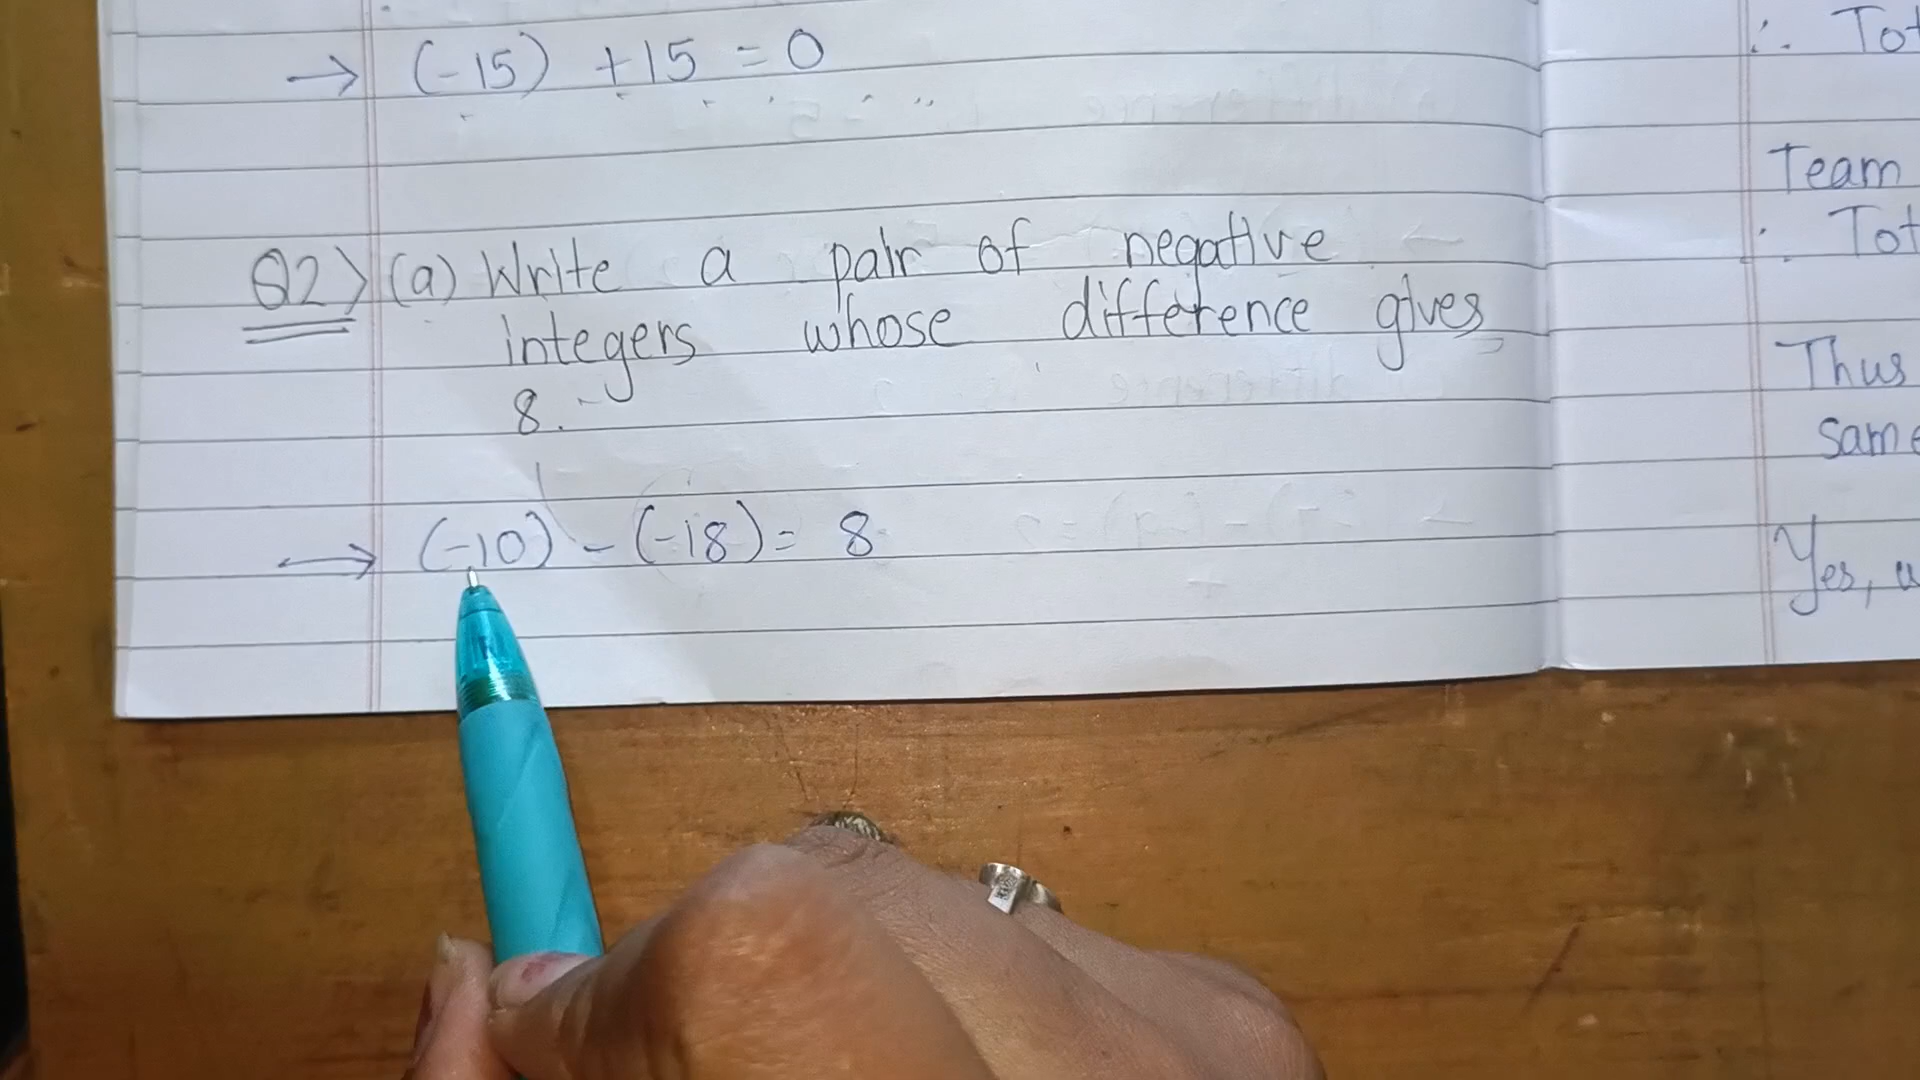 → (-15) +15 = 0
Q2> (a) Write a pair of negative
integers whose difference gives
8.
→ (-10) - (-18) = 8
∴ Tot
Team
∴ Tot
Thus
same
Yes, u